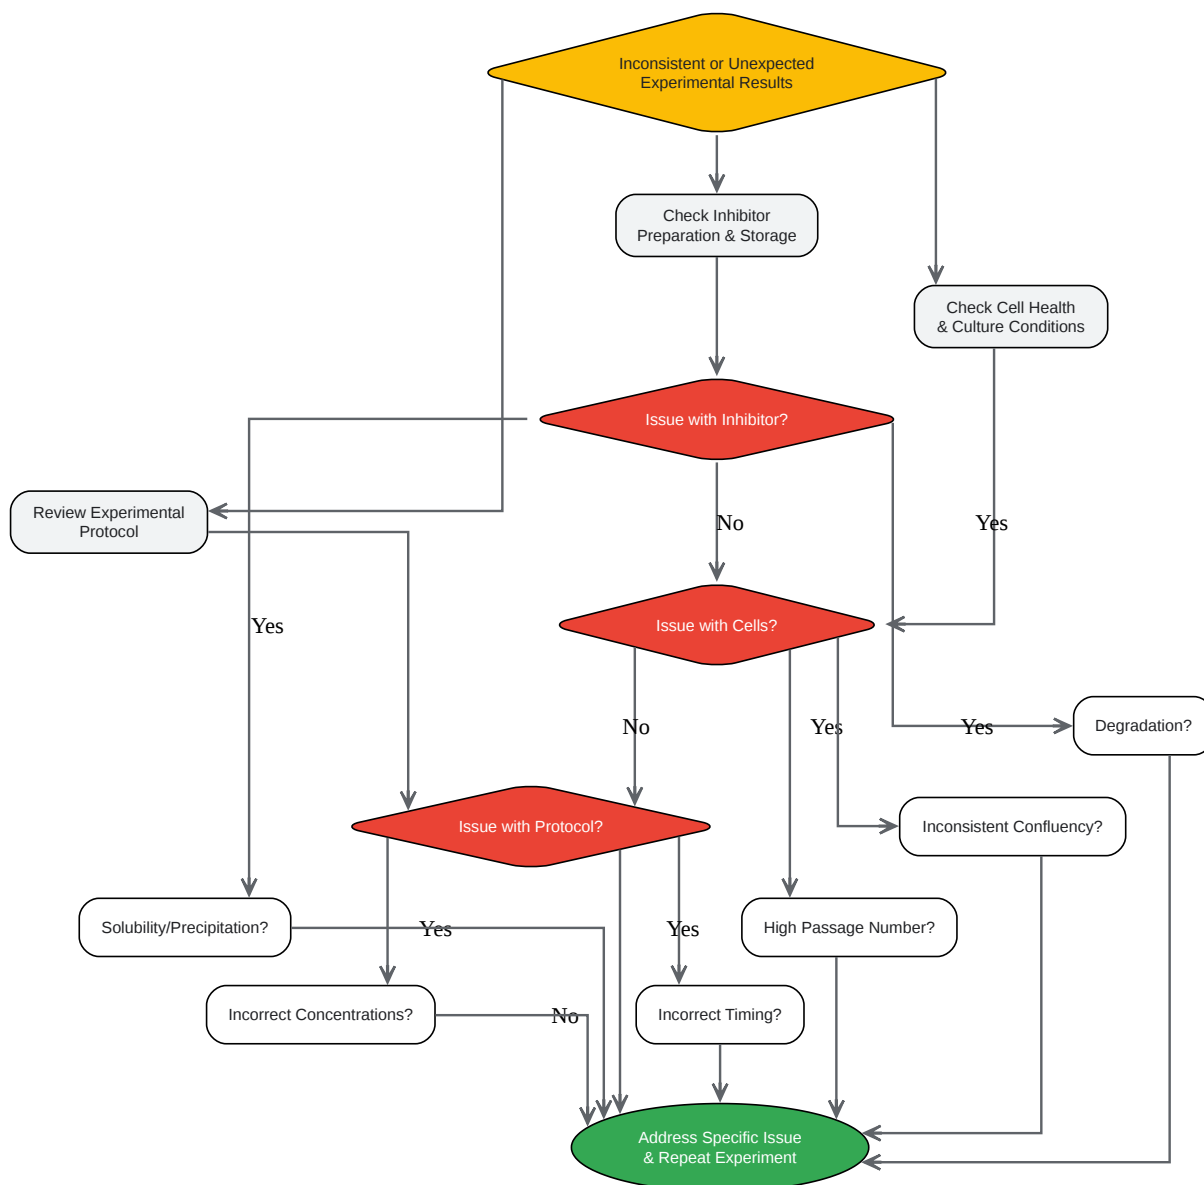 Inconsistent or Unexpected
Experimental Results
Check Inhibitor
Preparation & Storage
Check Cell Health
& Culture Conditions
Issue with Inhibitor?
Review Experimental
Protocol
No
Yes
Yes
Issue with Cells?
No
Yes
Yes
Degradation?
Issue with Protocol?
Inconsistent Confluency?
Solubility/Precipitation?
Yes
Yes
High Passage Number?
Incorrect Concentrations?
No
Incorrect Timing?
Address Specific Issue
& Repeat Experiment